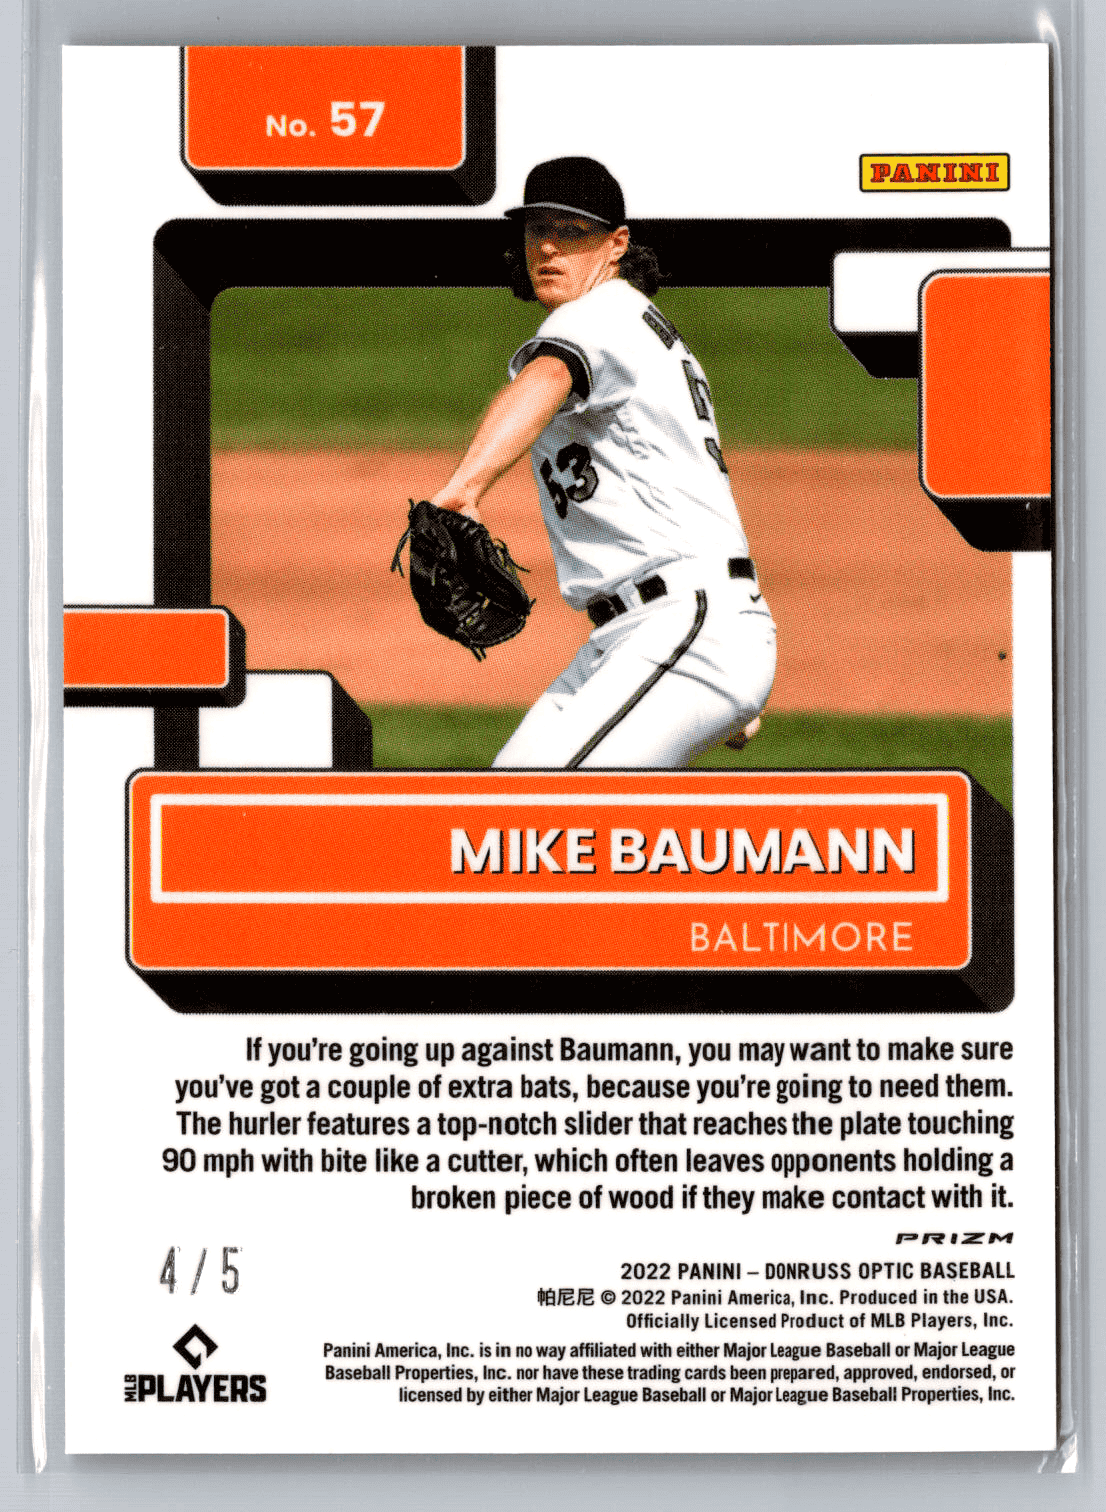 No. 57
PANINI
53
MIKE BAUMANN
BALTIMORE
If you're going up against Baumann, you may want to make sure
you've got a couple of extra bats, because you're going to need them.
The hurler features a top-notch slider that reaches the plate touching
90 mph with bite like a cutter, which often leaves opponents holding a
broken piece of wood if they make contact with it.
PRIZM
4/5
2022 PANINI – DONRUSS OPTIC BASEBALL
帕尼尼 © 2022 Panini America, Inc. Produced in the USA.
Officially Licensed Product of MLB Players, Inc.
MLB PLAYERS
Panini America, Inc. is in no way affiliated with either Major League Baseball or Major League
Baseball Properties, Inc. nor have these trading cards been prepared, approved, endorsed, or
licensed by either Major League Baseball or Major League Baseball Properties, Inc.